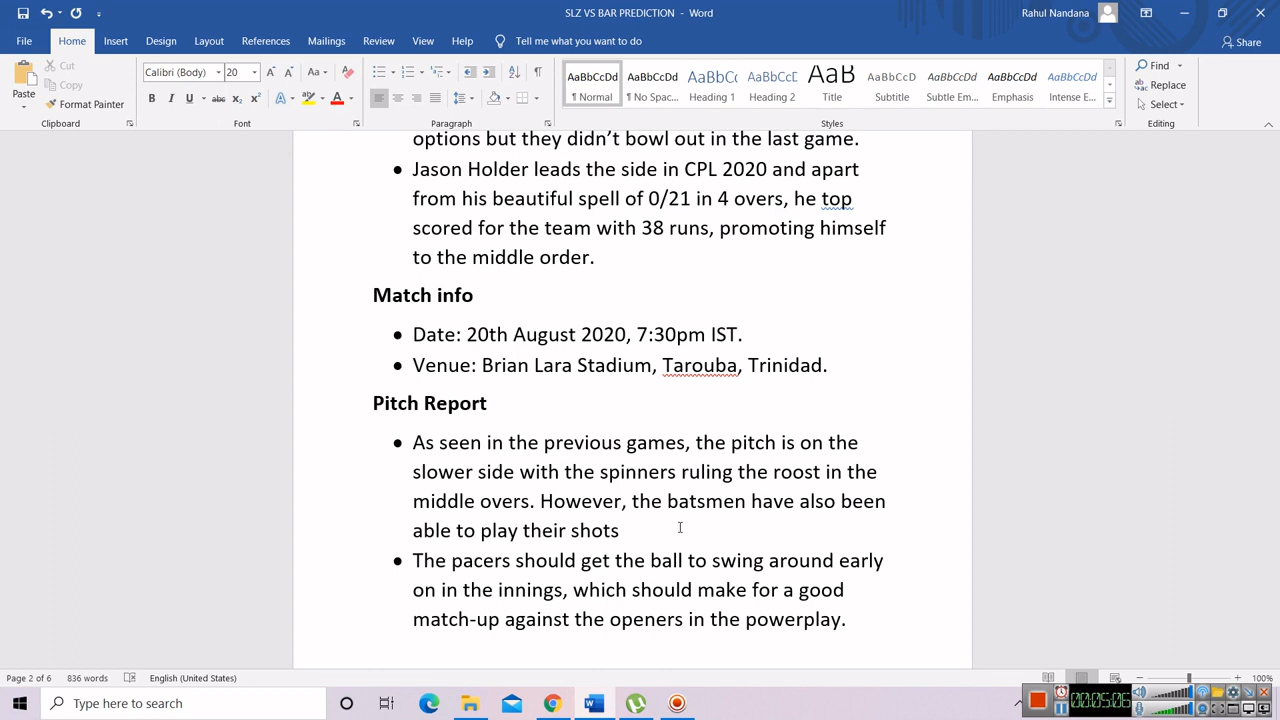 SLZ VS BAR PREDICTION - Word
Rahul Nandana
File Home Insert Design Layout References Mailings Review View Help Tell me what you want to do Share
Paste Cut Copy Format Painter
Calibri (Body) 20
AaBbCcDd AaBbCcDd AaBbCc AaBbCcE AaB AaBbCcD AaBbCcDd AaBbCcDd AaBbCcDd
¶ Normal ¶ No Spac... Heading 1 Heading 2 Title Subtitle Subtle Em... Emphasis Intense E...
Find
Replace
Select
Clipboard Font Paragraph Styles Editing
options but they didn’t bowl out in the last game.
• Jason Holder leads the side in CPL 2020 and apart
from his beautiful spell of 0/21 in 4 overs, he top
scored for the team with 38 runs, promoting himself
to the middle order.
Match info
• Date: 20th August 2020, 7:30pm IST.
• Venue: Brian Lara Stadium, Tarouba, Trinidad.
Pitch Report
• As seen in the previous games, the pitch is on the
slower side with the spinners ruling the roost in the
middle overs. However, the batsmen have also been
able to play their shots
• The pacers should get the ball to swing around early
on in the innings, which should make for a good
match-up against the openers in the powerplay.
Page 2 of 6 836 words English (United States) 100%
Type here to search
00:05:06